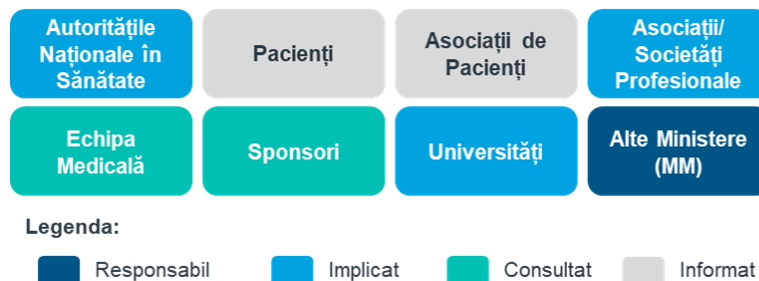 Autoritățile
Naționale în
Sănătate
Pacienți
Asociații de
Pacienți
Asociații/
Societăți
Profesionale
Echipa
Medicală
Sponsori
Universități
Alte Ministere
(MM)
Legenda:
Responsabil
Implicat
Consultat
Informat